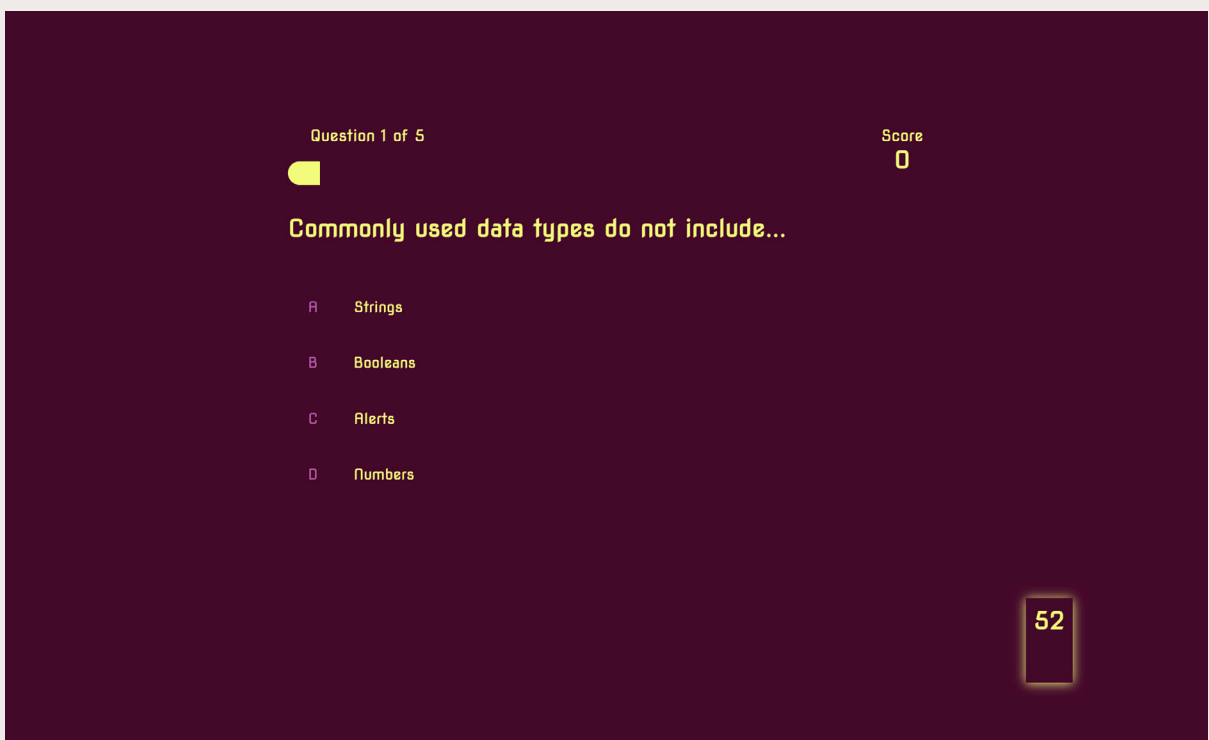 Question 1 of 5
Score
0
Commonly used data types do not include...
A Strings
B Booleans
C Alerts
D Numbers
52